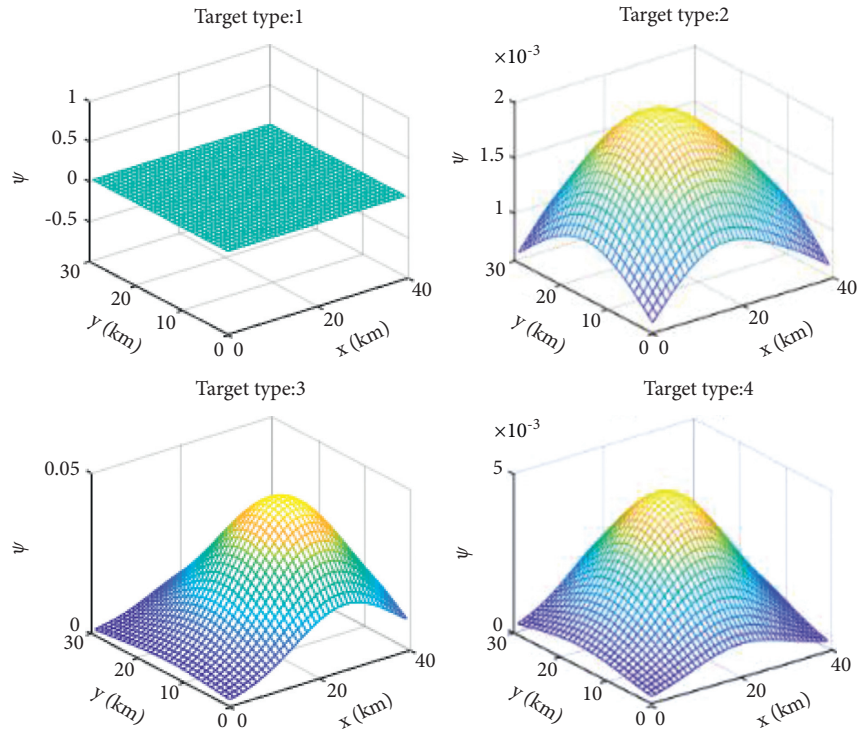 Target type:1
1
0.5
0
-0.5
ψ
30
20
10
0
y (km)
0
20
40
x (km)
Target type:2
×10⁻³
2
1.5
1
ψ
30
20
10
0
y (km)
0
20
40
x (km)
Target type:3
0.05
0
ψ
30
20
10
0
y (km)
0
20
40
x (km)
Target type:4
×10⁻³
5
0
ψ
30
20
10
0
y (km)
0
20
40
x (km)